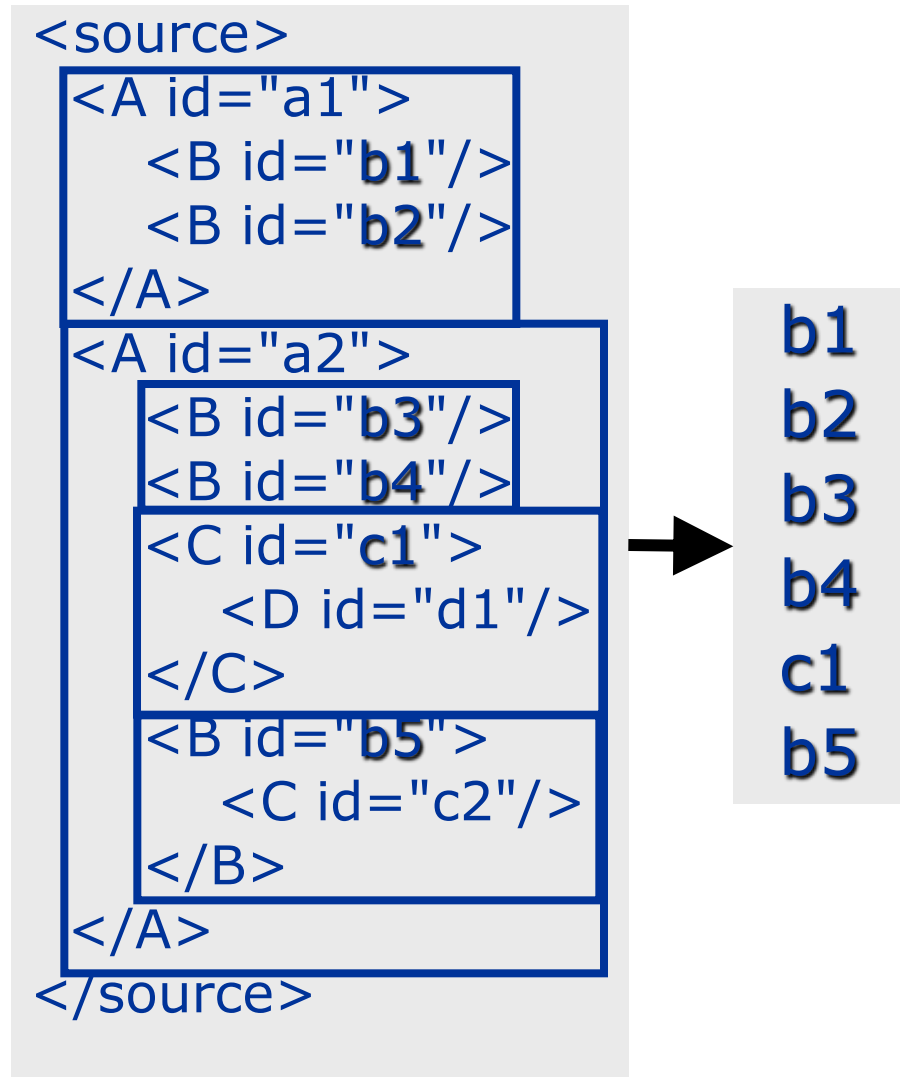 <source>
<A id="a1">
<B id="b1"/>
<B id="b2"/>
</A>
<A id="a2">
<B id="b3"/>
<B id="b4"/>
<C id="c1">
<D id="d1"/>
</C>
<B id="b5">
<C id="c2"/>
</B>
</A>
</source>
b1
b2
b3
b4
c1
b5